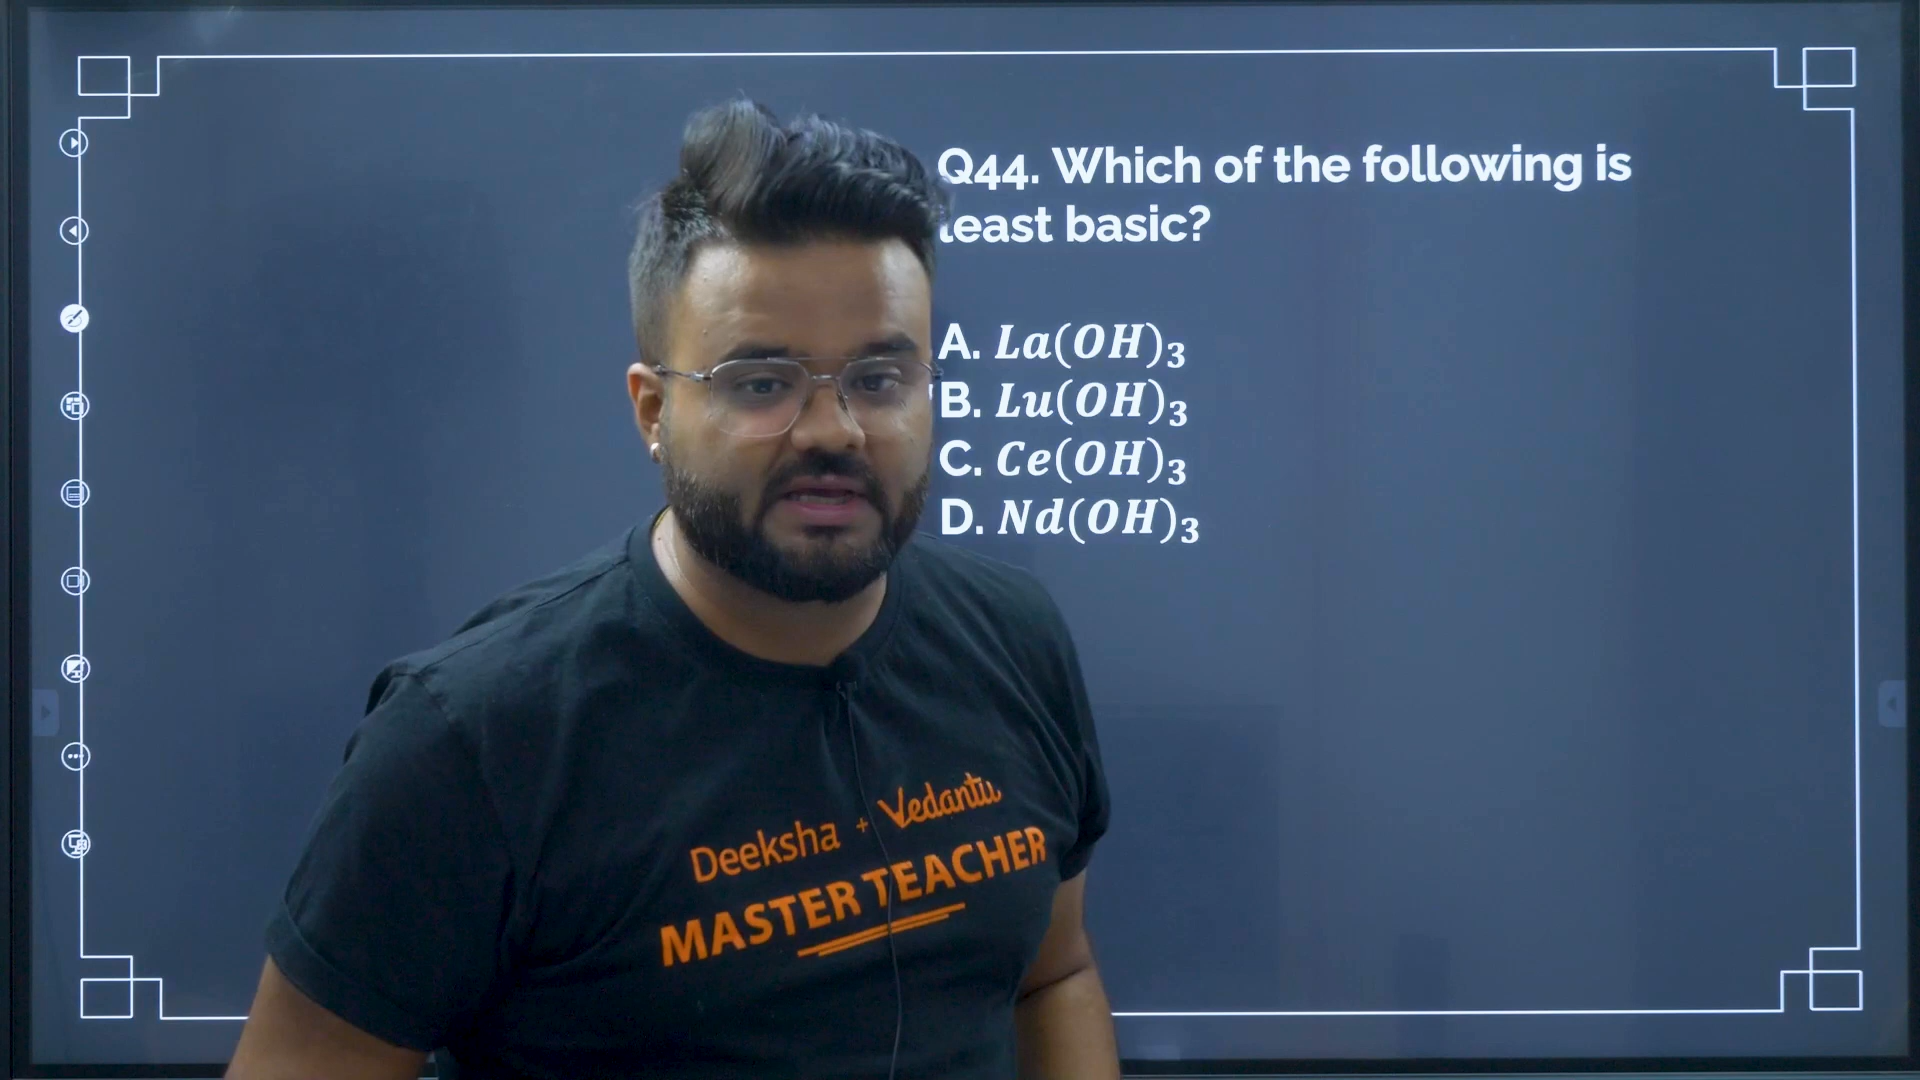 Q44. Which of the following is
least basic?
A. La(OH)₃
B. Lu(OH)₃
C. Ce(OH)₃
D. Nd(OH)₃
Deeksha + Vedantu
MASTER TEACHER